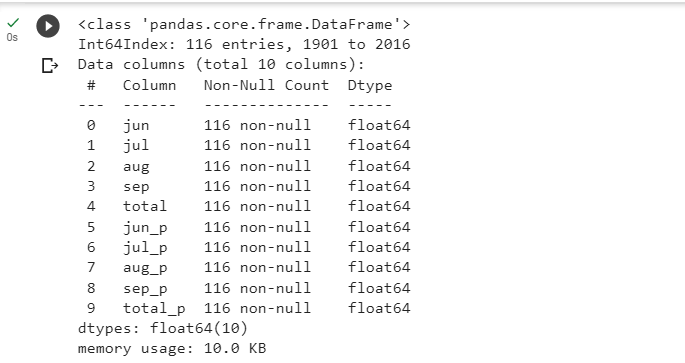 0s
<class 'pandas.core.frame.DataFrame'>
Int64Index: 116 entries, 1901 to 2016
Data columns (total 10 columns):
 #   Column   Non-Null Count  Dtype
---  ------   --------------  -----
 0   jun      116 non-null    float64
 1   jul      116 non-null    float64
 2   aug      116 non-null    float64
 3   sep      116 non-null    float64
 4   total    116 non-null    float64
 5   jun_p    116 non-null    float64
 6   jul_p    116 non-null    float64
 7   aug_p    116 non-null    float64
 8   sep_p    116 non-null    float64
 9   total_p  116 non-null    float64
dtypes: float64(10)
memory usage: 10.0 KB